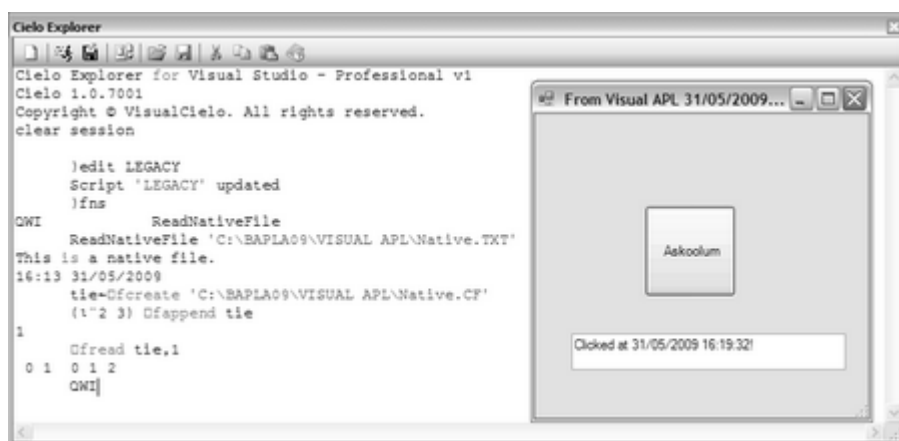 Cielo Explorer
Cielo Explorer for Visual Studio - Professional v1
Cielo 1.0.7001
Copyright © VisualCielo. All rights reserved.
clear session
)edit LEGACY
Script 'LEGACY' updated
)fns
QWI ReadNativeFile
ReadNativeFile 'C:\BAPLA09\VISUAL APL\Native.TXT'
This is a native file.
16:13 31/05/2009
tie←⎕fcreate 'C:\BAPLA09\VISUAL APL\Native.CF'
(⍳¨2 3) ⎕fappend tie
1
⎕fread tie,1
0 1 0 1 2
QWI
From Visual APL 31/05/2009...
Askoolum
Clicked at 31/05/2009 16:19:32!